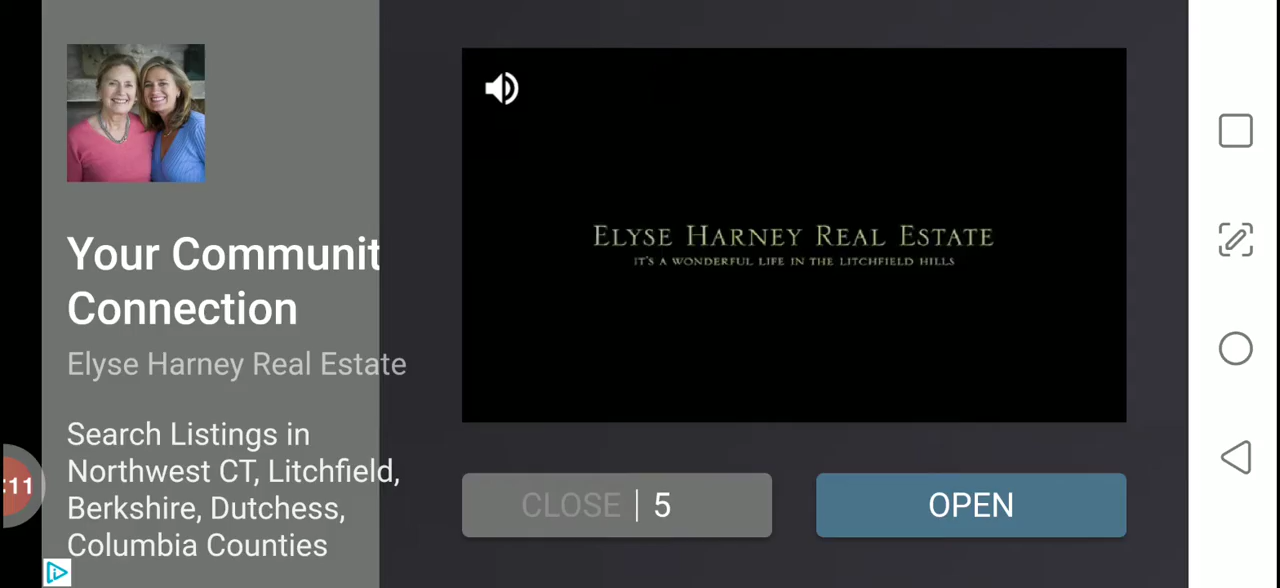 Your Communit
Connection
Elyse Harney Real Estate
Search Listings in
Northwest CT, Litchfield,
Berkshire, Dutchess,
Columbia Counties
ELYSE HARNEY REAL ESTATE
IT'S A WONDERFUL LIFE IN THE LITCHFIELD HILLS
CLOSE | 5
OPEN
:11